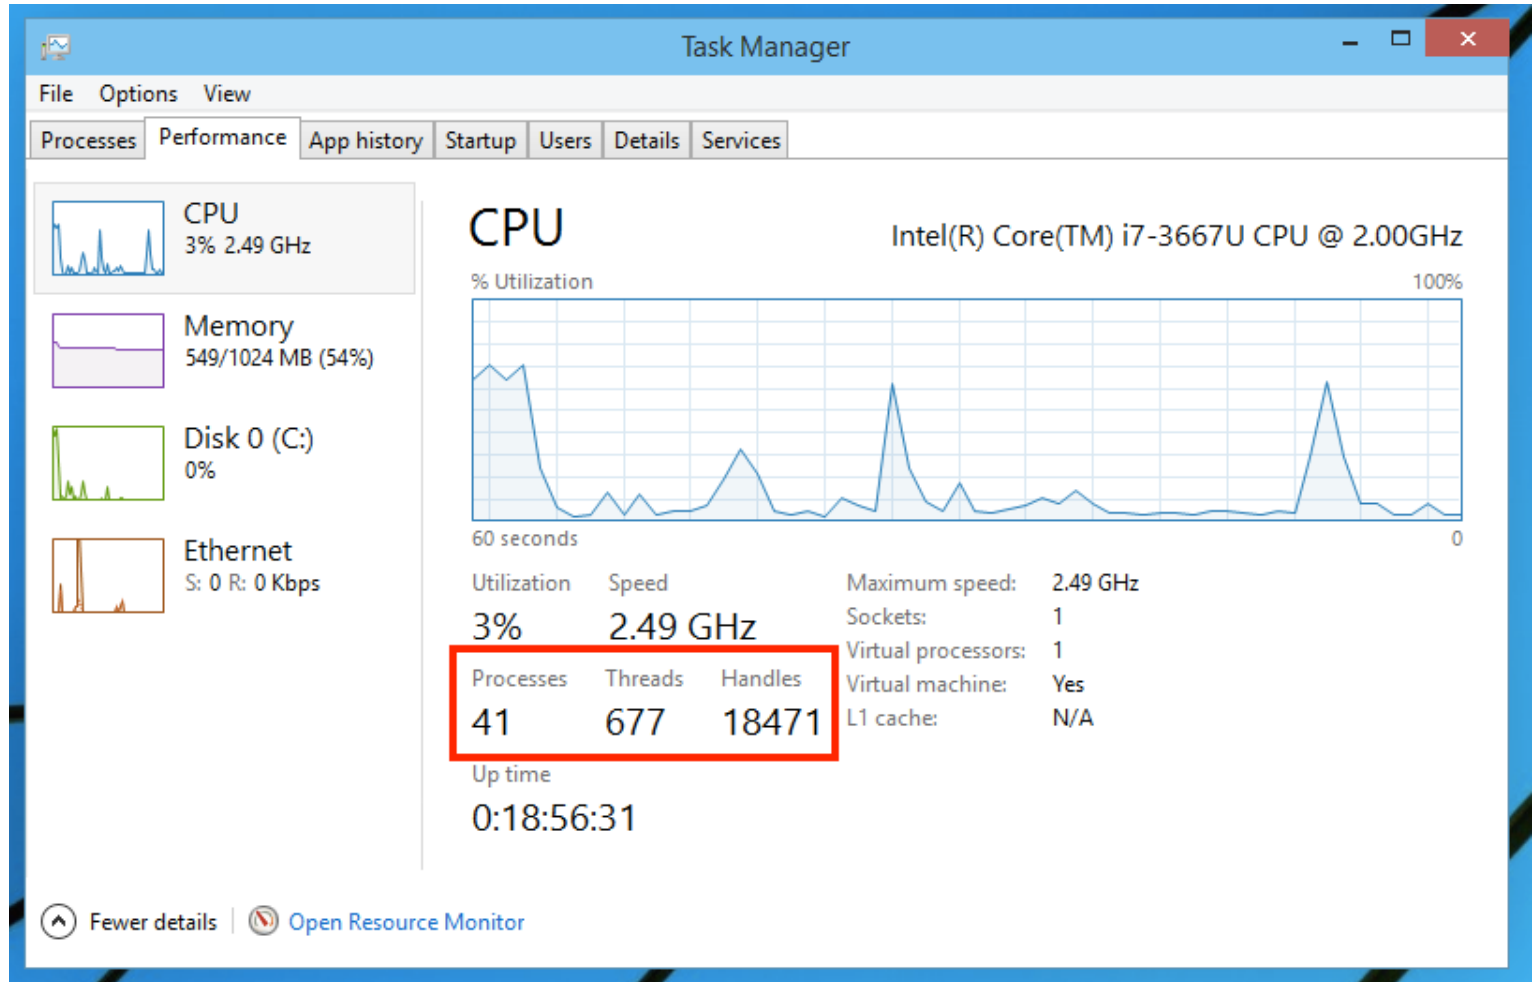 Task Manager
File Options View
Processes Performance App history Startup Users Details Services
CPU
3% 2.49 GHz
Memory
549/1024 MB (54%)
Disk 0 (C:)
0%
Ethernet
S: 0 R: 0 Kbps
CPU Intel(R) Core(TM) i7-3667U CPU @ 2.00GHz
% Utilization 100%
60 seconds 0
Utilization Speed
3% 2.49 GHz
Processes Threads Handles
41 677 18471
Up time
0:18:56:31
Maximum speed: 2.49 GHz
Sockets: 1
Virtual processors: 1
Virtual machine: Yes
L1 cache: N/A
Fewer details Open Resource Monitor